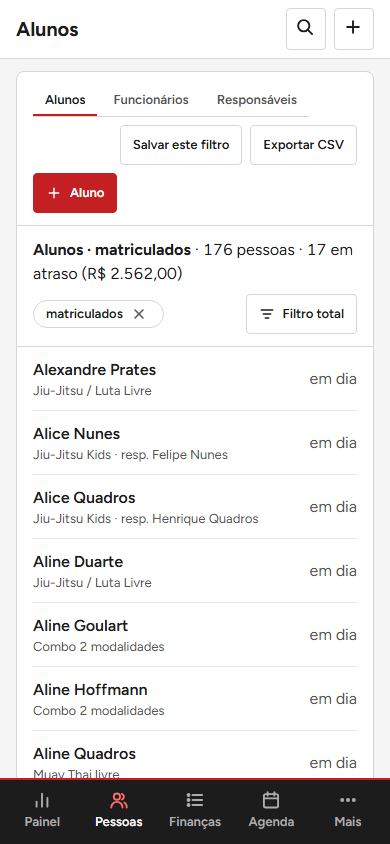 Alunos
Alunos Funcionários Responsáveis
Salvar este filtro Exportar CSV
+ Aluno
Alunos · matriculados · 176 pessoas · 17 em
atraso (R$ 2.562,00)
matriculados
Filtro total
Alexandre Prates
em dia
Jiu-Jitsu / Luta Livre
Alice Nunes
em dia
Jiu-Jitsu Kids · resp. Felipe Nunes
Alice Quadros
em dia
Jiu-Jitsu Kids · resp. Henrique Quadros
Aline Duarte
em dia
Jiu-Jitsu / Luta Livre
Aline Goulart
em dia
Combo 2 modalidades
Aline Hoffmann
em dia
Combo 2 modalidades
Aline Quadros
em dia
Muay Thai livre
Painel Pessoas Finanças Agenda Mais